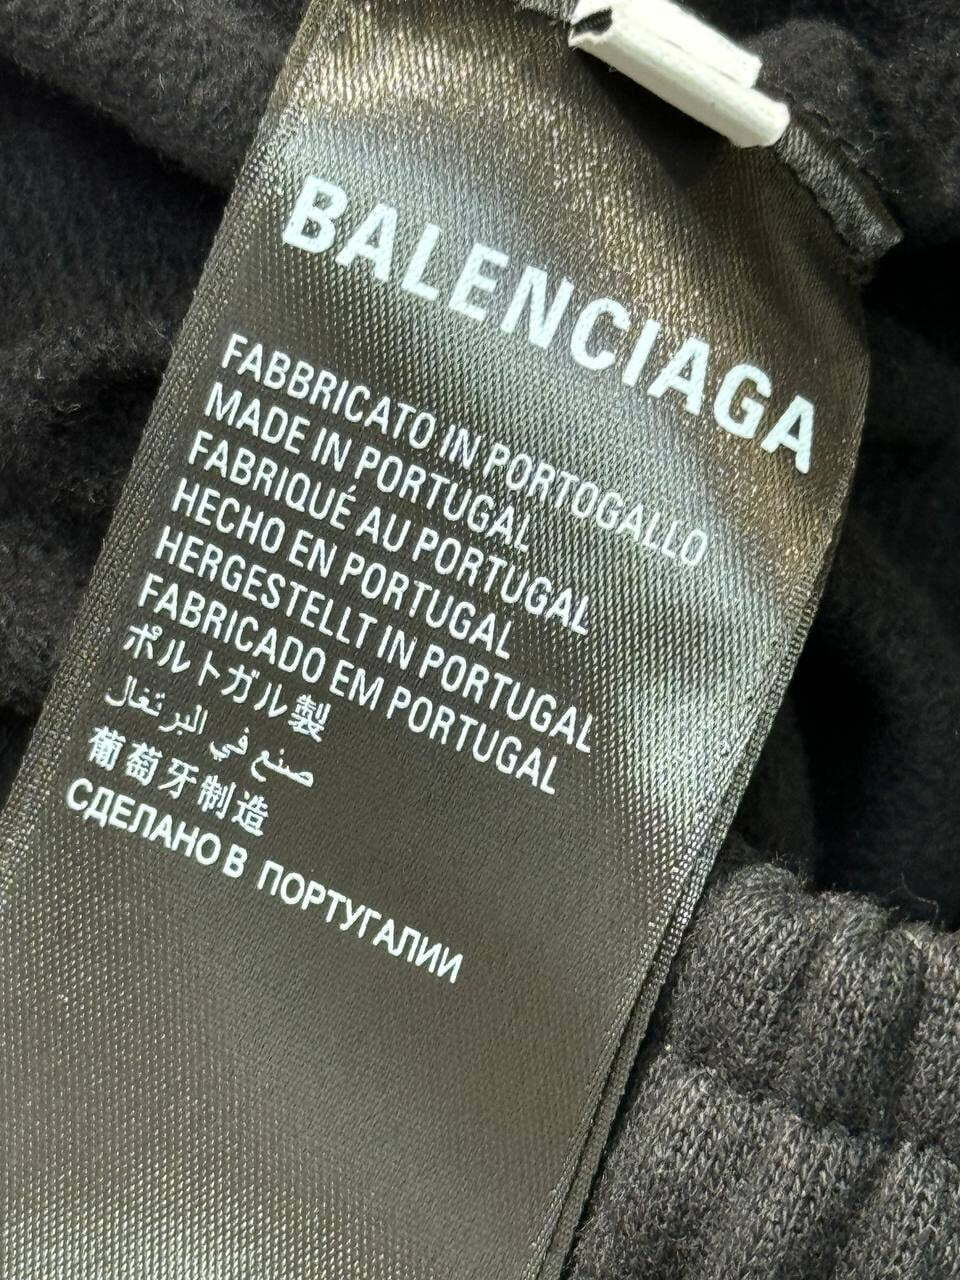 BALENCIAGA
FABBRICATO IN PORTOGALLO
MADE IN PORTUGAL
FABRIQUÉ AU PORTUGAL
HECHO EN PORTUGAL
HERGESTELLT IN PORTUGAL
FABRICADO EM PORTUGAL
ポルトガル製
صنع في البرتغال
葡萄牙制造
СДЕЛАНО В ПОРТУГАЛИИ